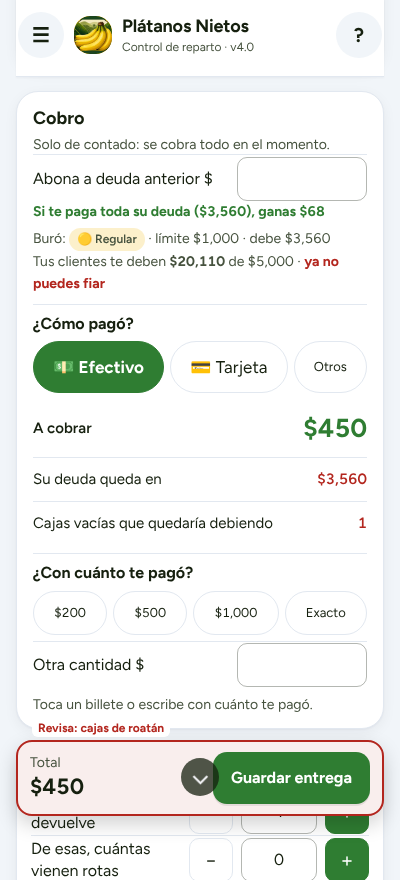 ☰
Plátanos Nietos
Control de reparto · v4.0
?
Cobro
Solo de contado: se cobra todo en el momento.
Abona a deuda anterior $
Si te paga toda su deuda ($3,560), ganas $68
Buró: 🟡 Regular · límite $1,000 · debe $3,560
Tus clientes te deben $20,110 de $5,000 · ya no
puedes fiar
¿Cómo pagó?
💵 Efectivo 💳 Tarjeta Otros
A cobrar $450
Su deuda queda en $3,560
Cajas vacías que quedaría debiendo 1
¿Con cuánto te pagó?
$200 $500 $1,000 Exacto
Otra cantidad $
Toca un billete o escribe con cuánto te pagó.
Revisa: cajas de roatán
Total
$450
Guardar entrega
devuelve
De esas, cuántas
vienen rotas
− 0 +